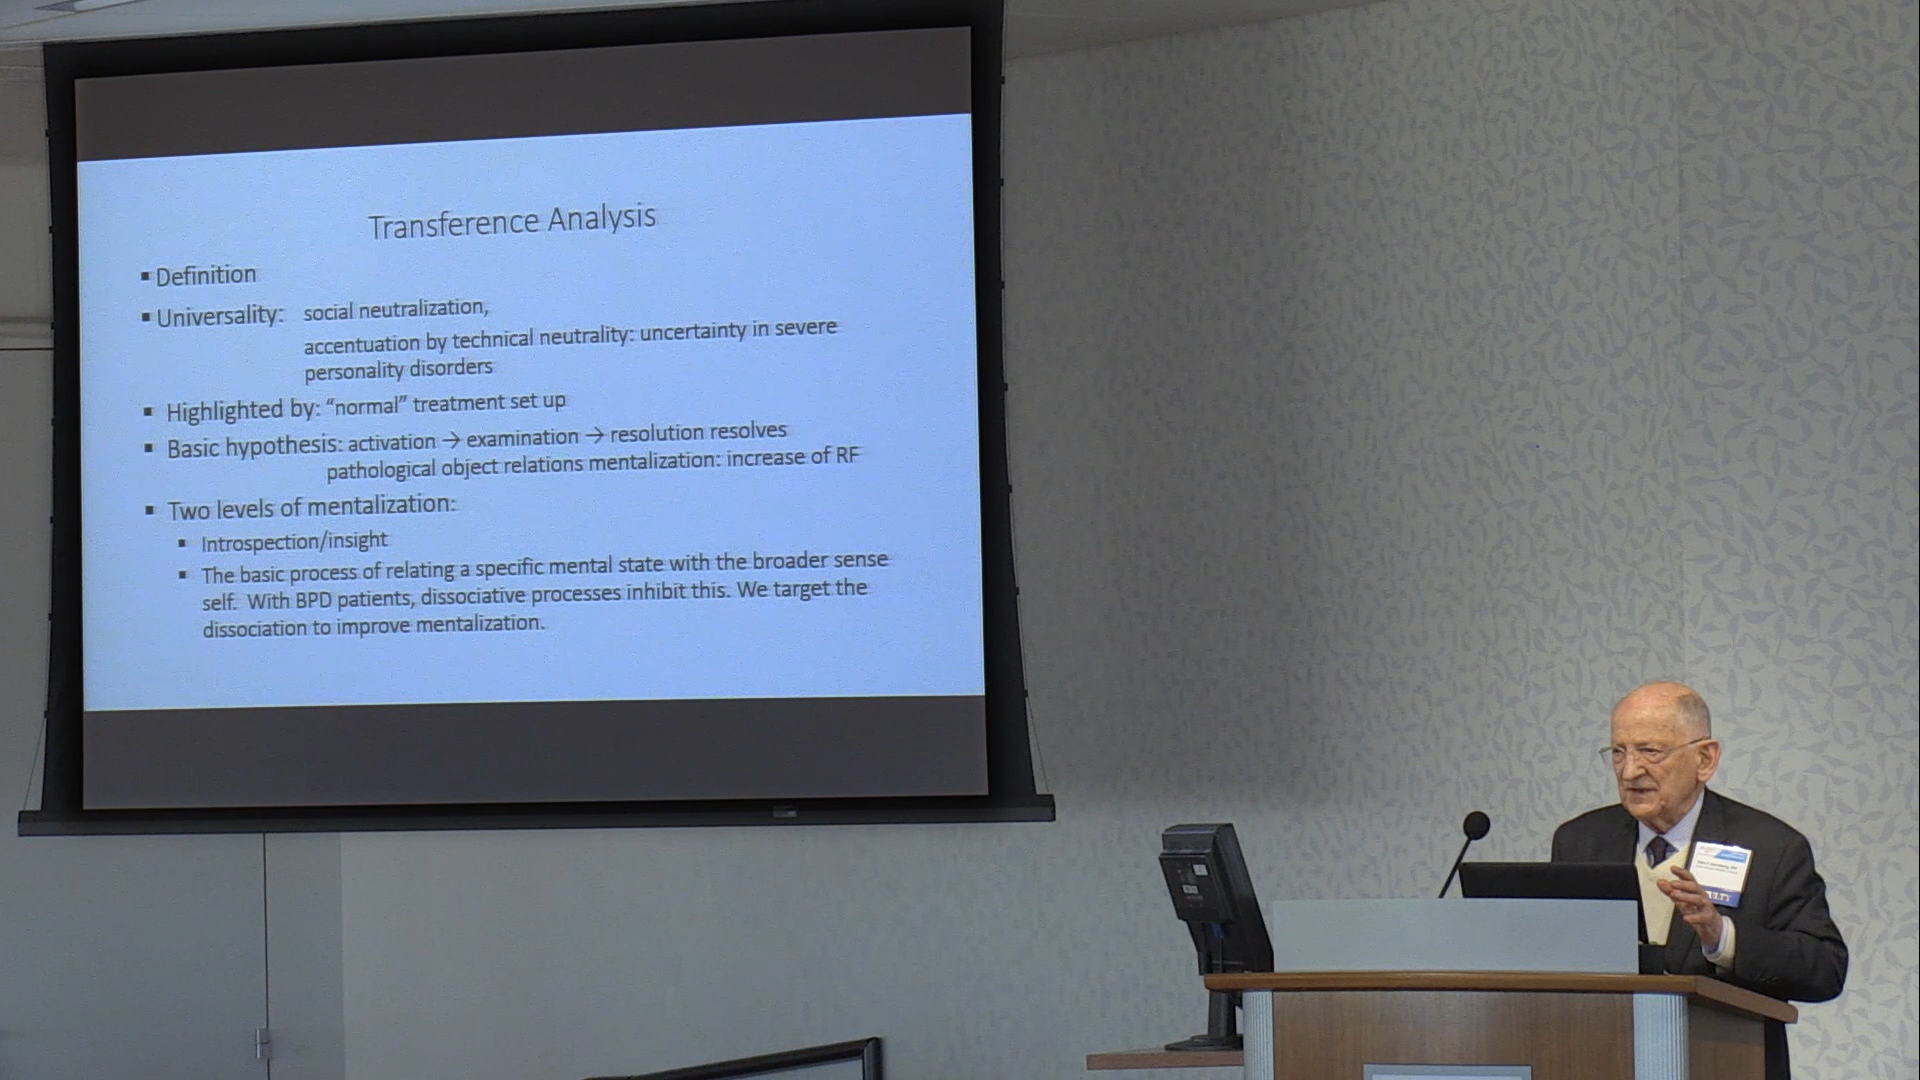 Transference Analysis
▪ Definition
▪ Universality: social neutralization,
accentuation by technical neutrality: uncertainty in severe
personality disorders
▪ Highlighted by: “normal” treatment set up
▪ Basic hypothesis: activation → examination → resolution resolves
pathological object relations mentalization: increase of RF
▪ Two levels of mentalization:
▪ Introspection/insight
▪ The basic process of relating a specific mental state with the broader sense
self. With BPD patients, dissociative processes inhibit this. We target the
dissociation to improve mentalization.